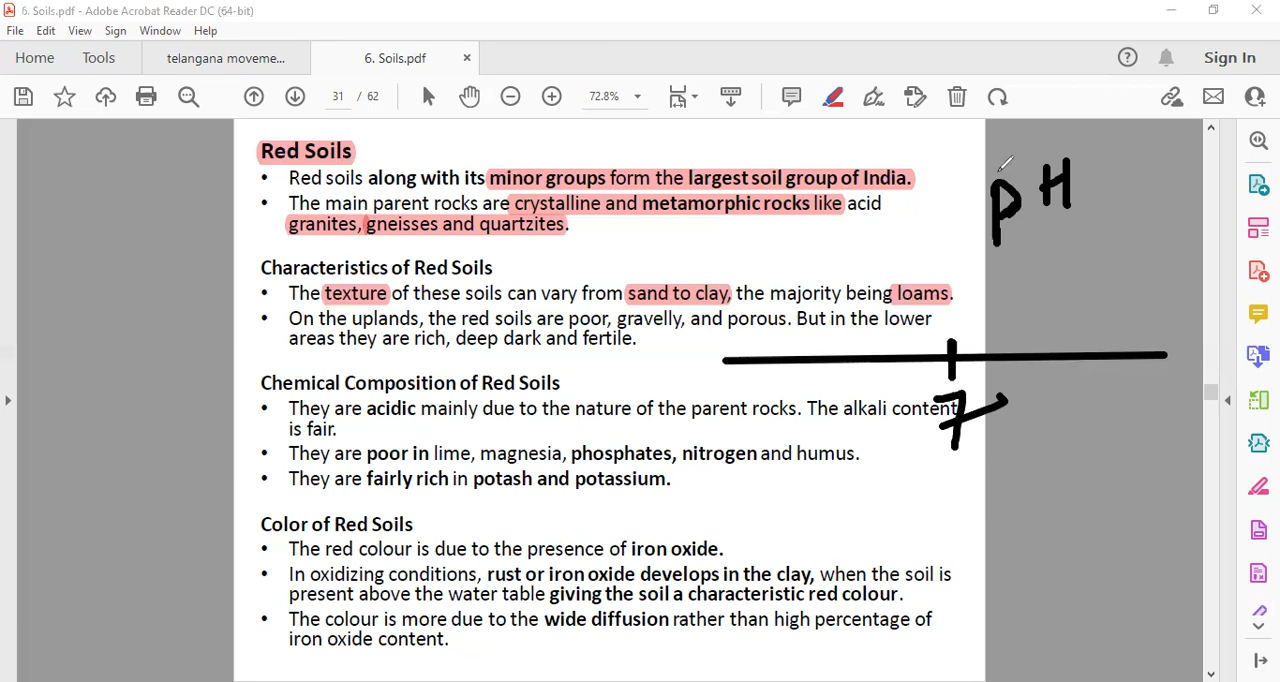 6. Soils.pdf - Adobe Acrobat Reader DC (64-bit)
File Edit View Sign Window Help
Home Tools telangana moveme... 6. Soils.pdf × Sign In
31 / 62 72.8%
Red Soils
• Red soils along with its minor groups form the largest soil group of India.
• The main parent rocks are crystalline and metamorphic rocks like acid
granites, gneisses and quartzites.
pH
Characteristics of Red Soils
• The texture of these soils can vary from sand to clay, the majority being loams.
• On the uplands, the red soils are poor, gravelly, and porous. But in the lower
areas they are rich, deep dark and fertile.
Chemical Composition of Red Soils
• They are acidic mainly due to the nature of the parent rocks. The alkali content
is fair.
7
• They are poor in lime, magnesia, phosphates, nitrogen and humus.
• They are fairly rich in potash and potassium.
Color of Red Soils
• The red colour is due to the presence of iron oxide.
• In oxidizing conditions, rust or iron oxide develops in the clay, when the soil is
present above the water table giving the soil a characteristic red colour.
• The colour is more due to the wide diffusion rather than high percentage of
iron oxide content.